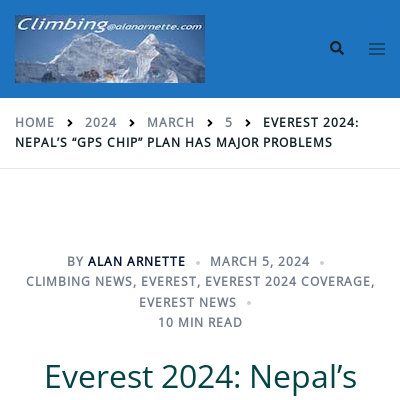 Climbing@alanarnette.com
HOME > 2024 > MARCH > 5 > EVEREST 2024:
NEPAL’S “GPS CHIP” PLAN HAS MAJOR PROBLEMS
BY ALAN ARNETTE • MARCH 5, 2024 •
CLIMBING NEWS, EVEREST, EVEREST 2024 COVERAGE,
EVEREST NEWS •
10 MIN READ
Everest 2024: Nepal’s